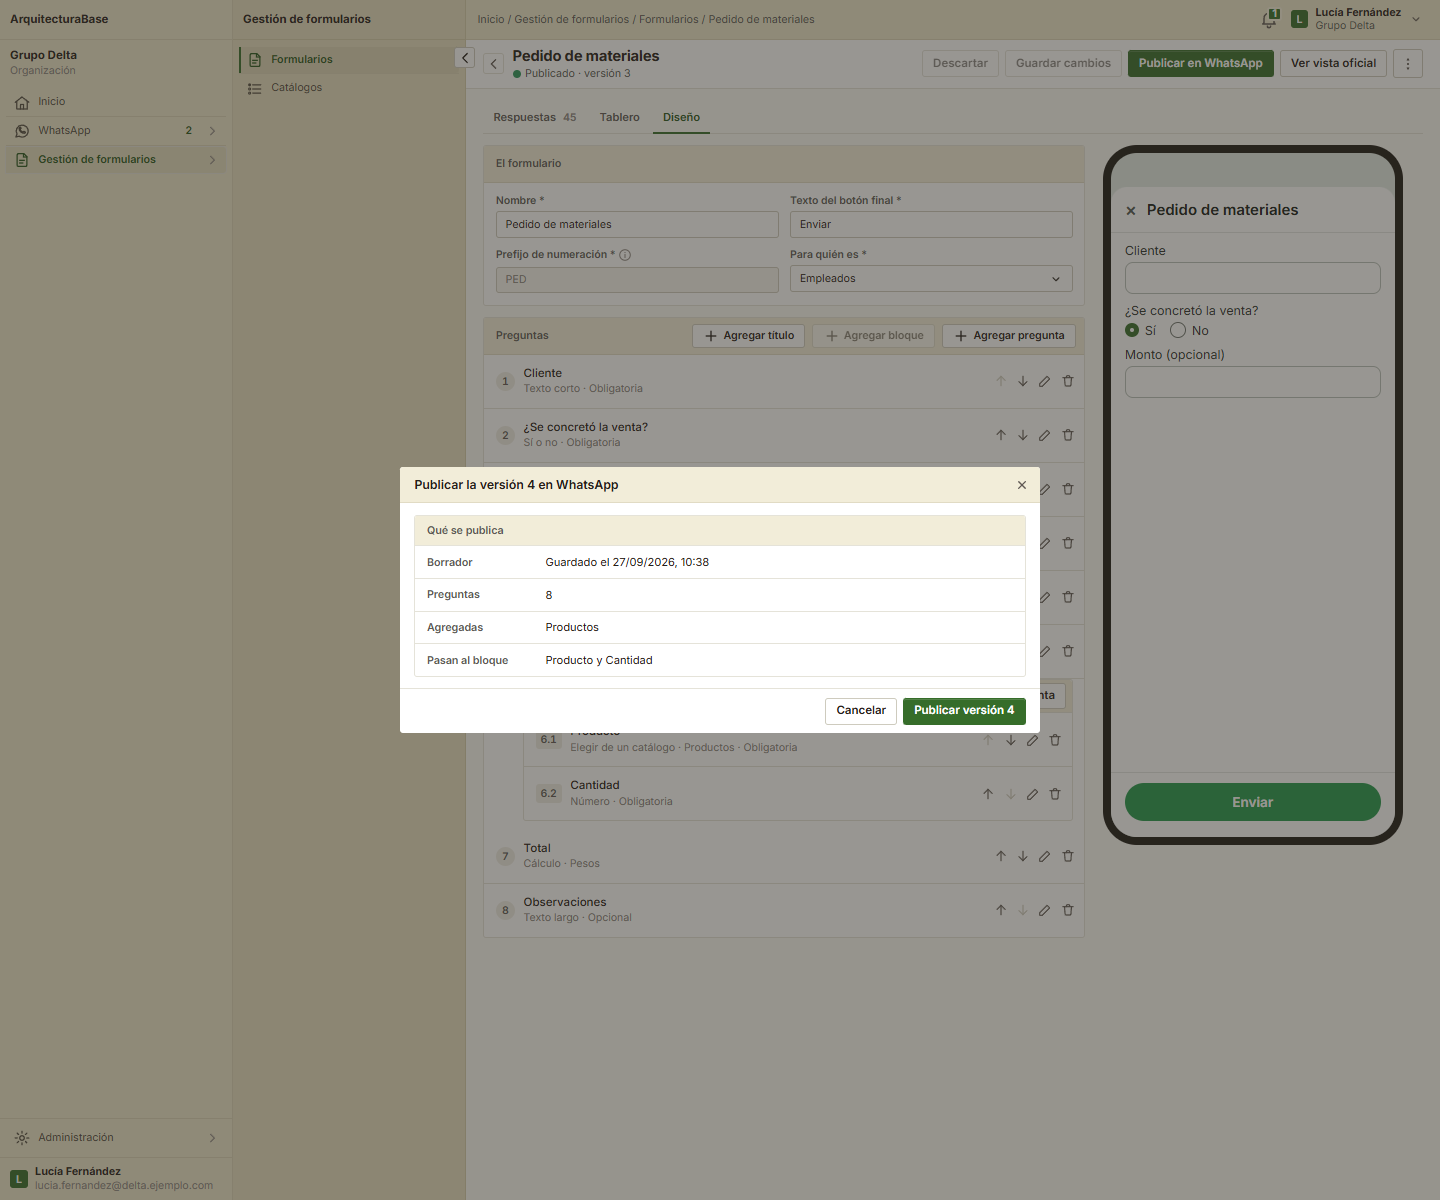 ArquitecturaBase
Grupo Delta
Organización
Inicio
WhatsApp 2
Gestión de formularios
Administración
L Lucía Fernández
lucia.fernandez@delta.ejemplo.com
Gestión de formularios
Formularios
Catálogos
Inicio / Gestión de formularios / Formularios / Pedido de materiales
1
L Lucía Fernández
Grupo Delta
Pedido de materiales
Publicado · versión 3
Descartar
Guardar cambios
Publicar en WhatsApp
Ver vista oficial
Respuestas 45
Tablero
Diseño
El formulario
Nombre *
Pedido de materiales
Texto del botón final *
Enviar
Prefijo de numeración *
PED
Para quién es *
Empleados
Preguntas
Agregar título
Agregar bloque
Agregar pregunta
1 Cliente
Texto corto · Obligatoria
2 ¿Se concretó la venta?
Sí o no · Obligatoria
Publicar la versión 4 en WhatsApp
Qué se publica
Borrador Guardado el 27/09/2026, 10:38
Preguntas 8
Agregadas Productos
Pasan al bloque Producto y Cantidad
Cancelar
Publicar versión 4
6.1
Elegir de un catálogo · Productos · Obligatoria
6.2 Cantidad
Número · Obligatoria
7 Total
Cálculo · Pesos
8 Observaciones
Texto largo · Opcional
Pedido de materiales
Cliente
¿Se concretó la venta?
Sí No
Monto (opcional)
Enviar